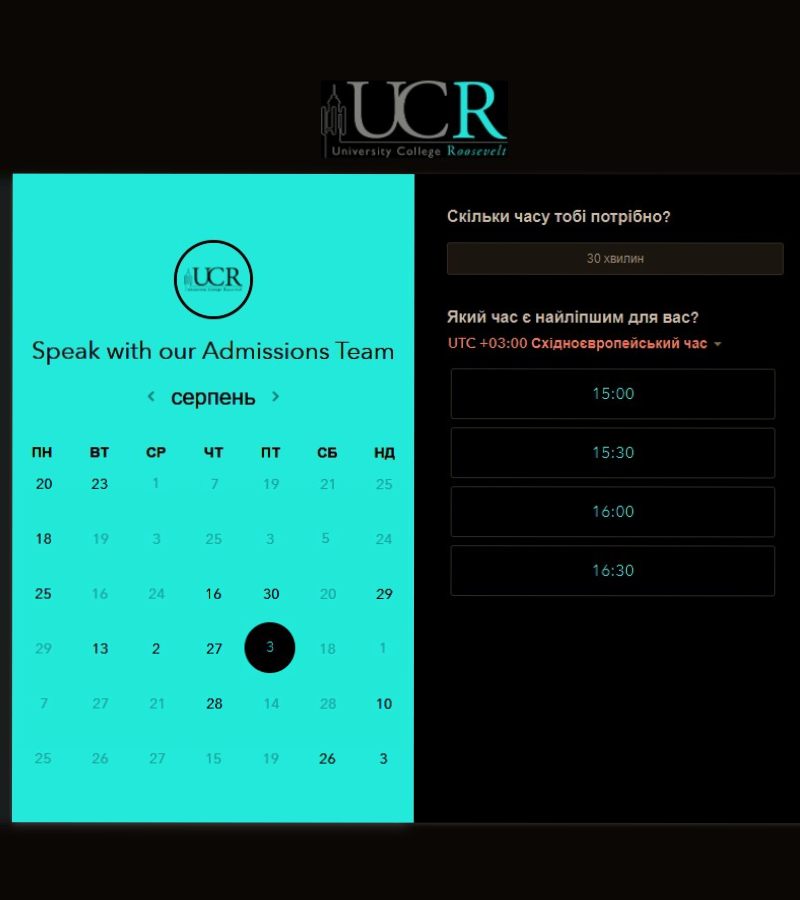 UCR
University College Roosevelt
UCR
University College Roosevelt
Speak with our Admissions Team
серпень
ПН ВТ СР ЧТ ПТ СБ НД
20 23 1 7 19 21 25
18 19 3 25 3 5 24
25 16 24 16 30 20 29
29 13 2 27 3 18 1
7 27 21 28 14 28 10
25 26 27 15 19 26 3
Скільки часу тобі потрібно?
30 хвилин
Який час є найліпшим для вас?
UTC +03:00 Східноєвропейський час
15:00
15:30
16:00
16:30